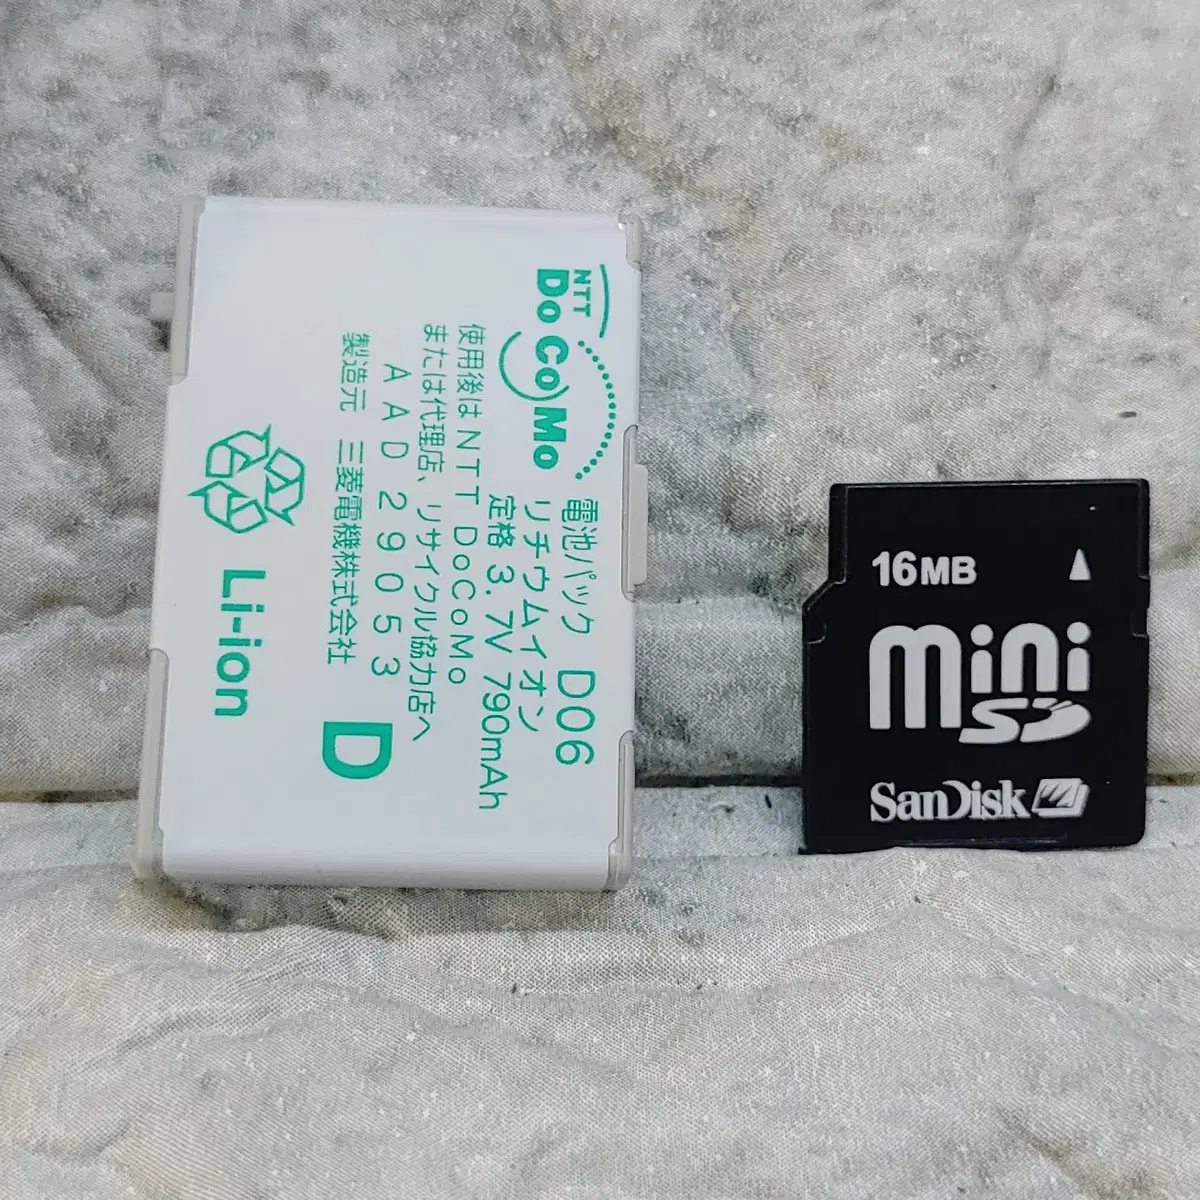 NTT
DoCoMo
電池パック D06
リチウムイオン
定格 3.7V 790mAh
使用後は NTT DoCoMo
または代理店、リサイクル協力店へ
AAD29053
製造元 三菱電機株式会社
D
Li-ion
16MB
mini
SD
SanDisk